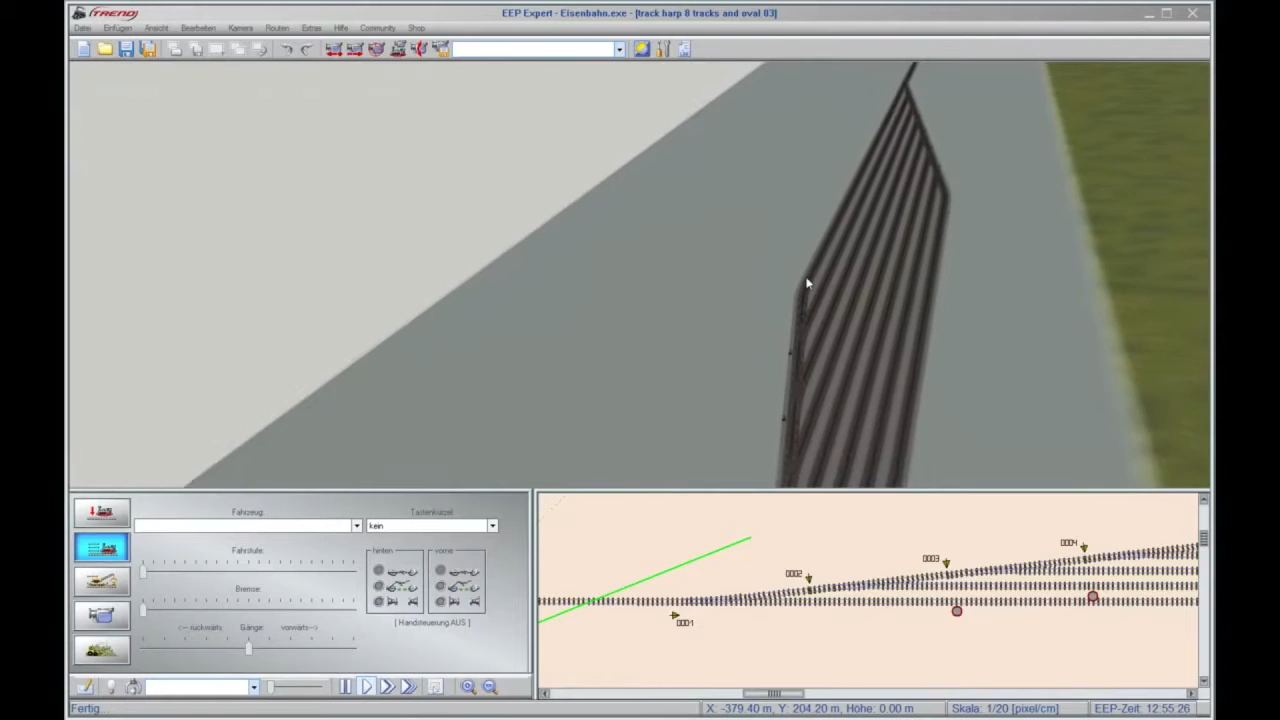 TREND EEP Expert - Eisenbahn.exe - [track harp 8 tracks and oval 03]
Datei Einfügen Ansicht Bearbeiten Kamera Routen Extras Hilfe Community Shop
Fahrzeug: Tastenkürzel:
kein
Fahrstufe: hinten vorne
Bremse:
<-- rückwärts Gänge: vorwärts-->
[ Handsteuerung AUS ]
0004
0003
0002
0001
Fertig... X: -379.40 m, Y: 204.20 m, Höhe: 0.00 m Skala: 1/20 [pixel/cm] EEP-Zeit: 12:55:26